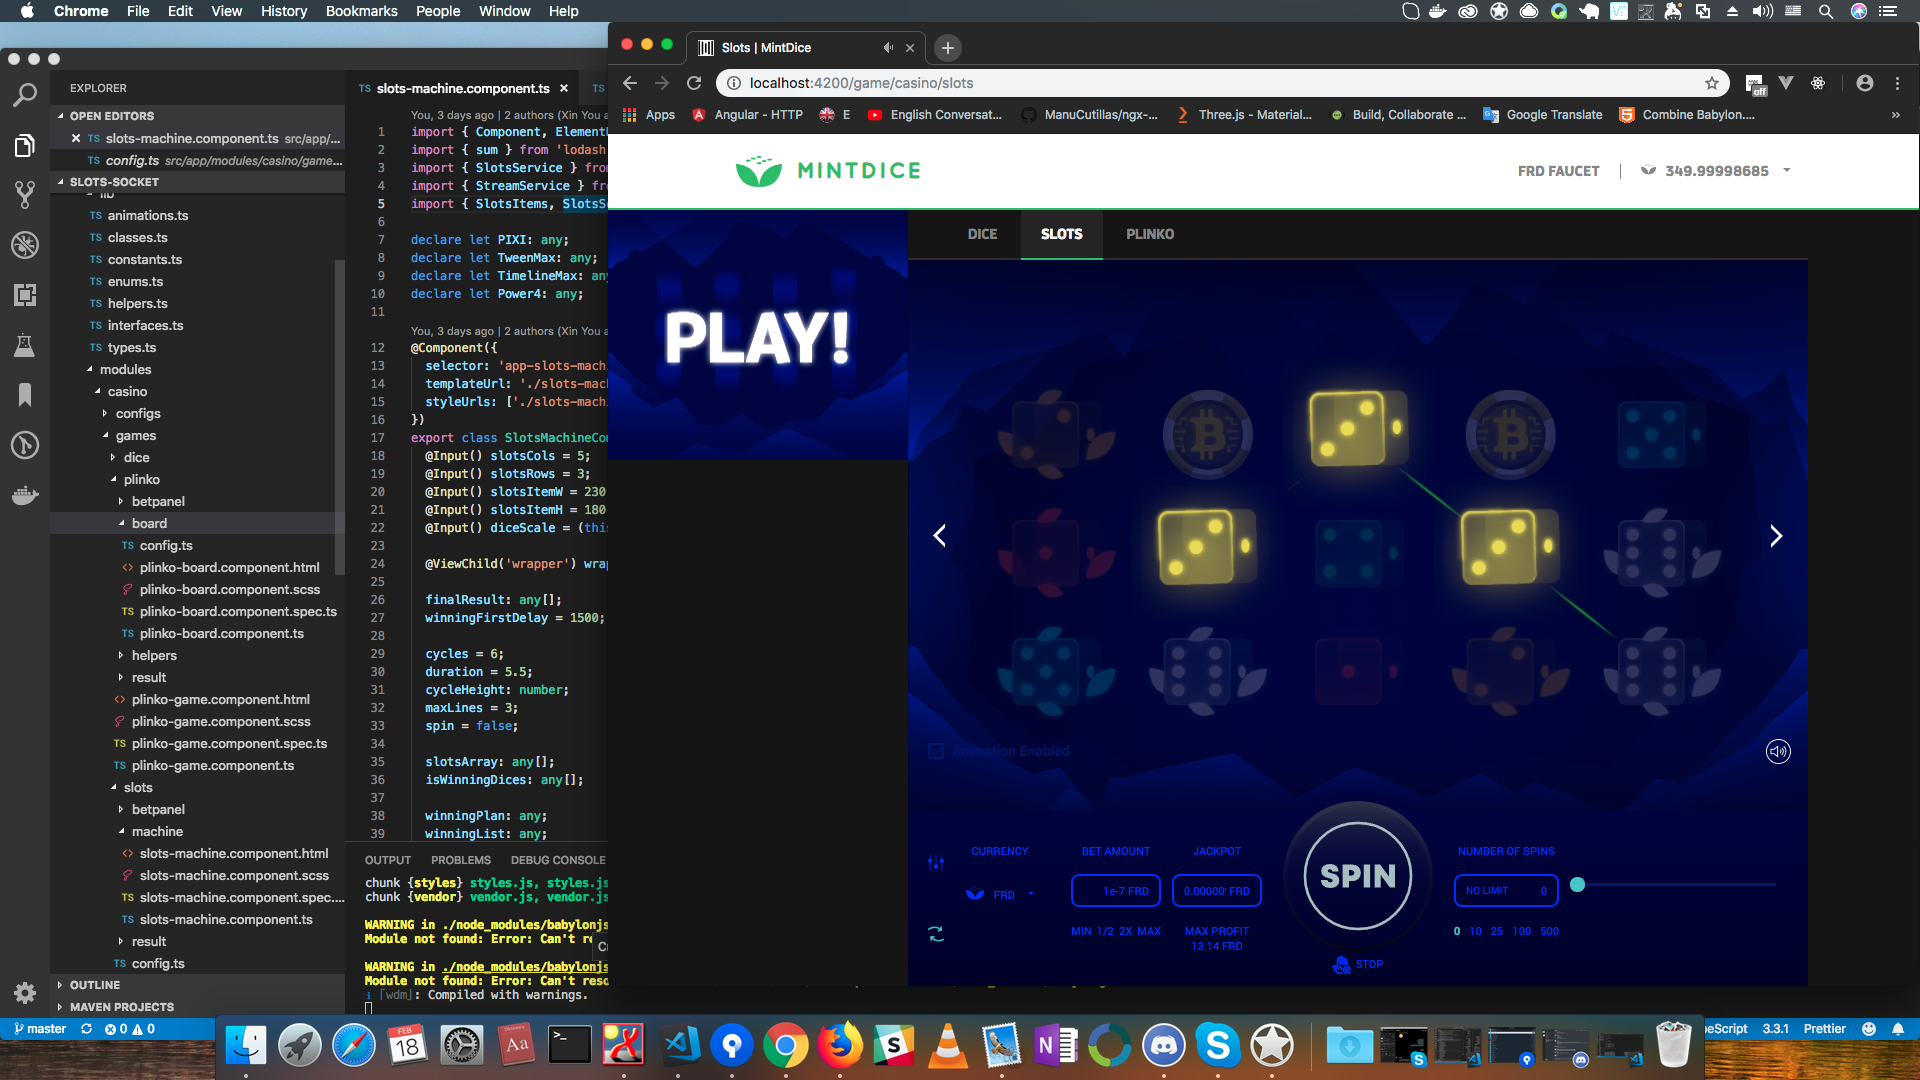 Chrome File Edit View History Bookmarks People Window Help
Slots | MintDice
localhost:4200/game/casino/slots
off
Apps Angular - HTTP E English Conversat... ManuCutillas/ngx-... Three.js - Material... Build, Collaborate ... Google Translate Combine Babylon.... »
EXPLORER
OPEN EDITORS
slots-machine.component.ts src/app/...
config.ts src/app/modules/casino/game...
SLOTS-SOCKET
lib
TS animations.ts
TS classes.ts
TS constants.ts
TS enums.ts
TS helpers.ts
TS interfaces.ts
TS types.ts
modules
casino
configs
games
dice
plinko
betpanel
board
TS config.ts
plinko-board.component.html
plinko-board.component.scss
TS plinko-board.component.spec.ts
TS plinko-board.component.ts
helpers
result
plinko-game.component.html
plinko-game.component.scss
TS plinko-game.component.spec.ts
TS plinko-game.component.ts
slots
betpanel
machine
slots-machine.component.html
slots-machine.component.scss
TS slots-machine.component.spec....
TS slots-machine.component.ts
result
TS config.ts
OUTLINE
MAVEN PROJECTS
master 0 0
TS slots-machine.component.ts TS
You, 3 days ago | 2 authors (Xin You a
1 import { Component, Element
2 import { sum } from 'lodash
3 import { SlotsService } from
4 import { StreamService } fr
5 import { SlotsItems, SlotsS
6
7 declare let PIXI: any;
8 declare let TweenMax: any;
9 declare let TimelineMax: any
10 declare let Power4: any;
11
You, 3 days ago | 2 authors (Xin You a
12 @Component({
13 selector: 'app-slots-machi
14 templateUrl: './slots-mach
15 styleUrls: ['./slots-machi
16 })
17 export class SlotsMachineCom
18 @Input() slotsCols = 5;
19 @Input() slotsRows = 3;
20 @Input() slotsItemW = 230
21 @Input() slotsItemH = 180
22 @Input() diceScale = (this
23
24 @ViewChild('wrapper') wrap
25
26 finalResult: any[];
27 winningFirstDelay = 1500;
28
29 cycles = 6;
30 duration = 5.5;
31 cycleHeight: number;
32 maxLines = 3;
33 spin = false;
34
35 slotsArray: any[];
36 isWinningDices: any[];
37
38 winningPlan: any;
39 winningList: any;
OUTPUT PROBLEMS DEBUG CONSOLE
chunk {styles} styles.js, styles.js
chunk {vendor} vendor.js, vendor.js
WARNING in ./node_modules/babylonjs
Module not found: Error: Can't re
WARNING in ./node_modules/babylonjs
Module not found: Error: Can't reso
i ｢wdm｣: Compiled with warnings.
MINTDICE
FRD FAUCET | 349.99998685
PLAY!
DICE SLOTS PLINKO
Animation Enabled
CURRENCY
FRD
BET AMOUNT
1e-7 FRD
MIN 1/2 2X MAX
JACKPOT
0.00000' FRD
MAX PROFIT
13.14 FRD
SPIN
STOP
NUMBER OF SPINS
NO LIMIT 0
0 10 25 100 500
peScript 3.3.1 Prettier
FEB
18
Aa
S
N
S